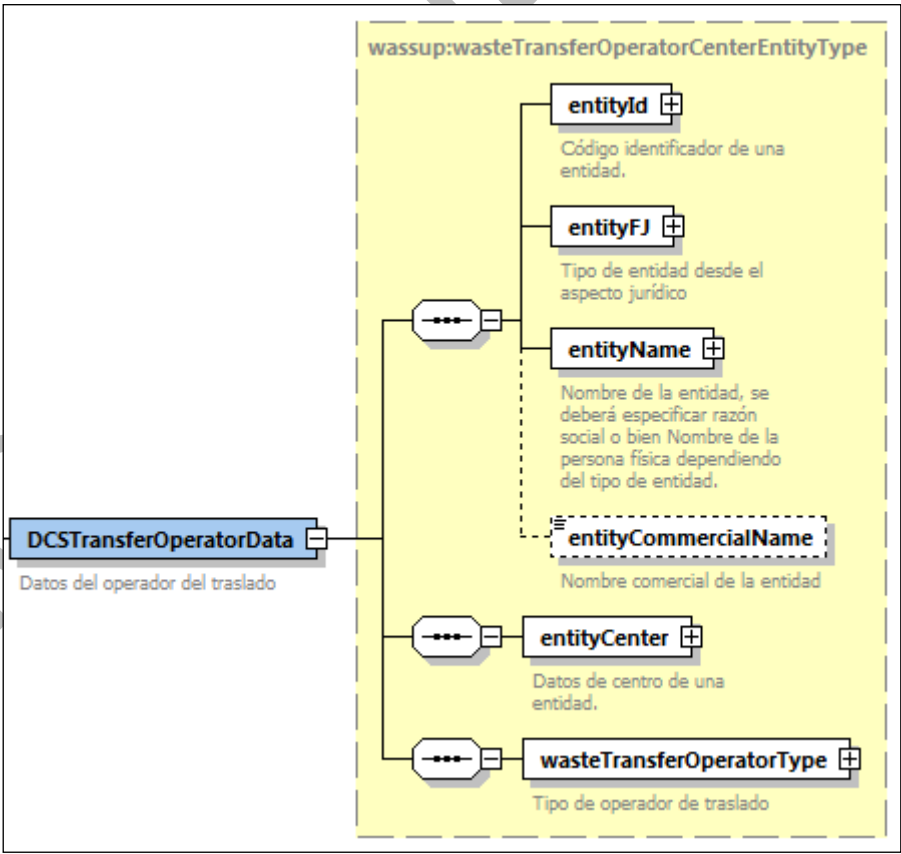 wassup:wasteTransferOperatorCenterEntityType
entityId
Código identificador de una
entidad.
entityFJ
Tipo de entidad desde el
aspecto jurídico
entityName
Nombre de la entidad, se
deberá especificar razón
social o bien Nombre de la
persona física dependiendo
del tipo de entidad.
entityCommercialName
Nombre comercial de la entidad
DCSTransferOperatorData
Datos del operador del traslado
entityCenter
Datos de centro de una
entidad.
wasteTransferOperatorType
Tipo de operador de traslado